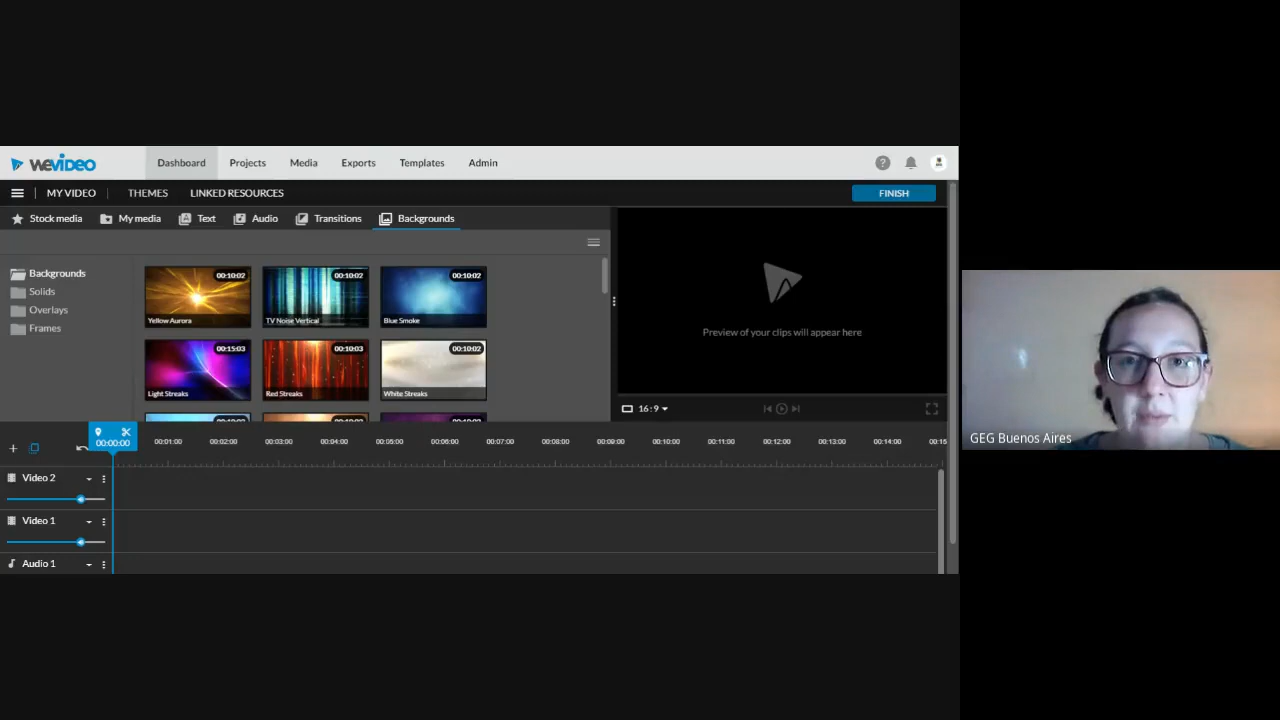 wevideo
Dashboard Projects Media Exports Templates Admin
MY VIDEO THEMES LINKED RESOURCES FINISH
Stock media My media Text Audio Transitions Backgrounds
Backgrounds
Solids
Overlays
Frames
00:10:02 00:10:02 00:10:02
Yellow Aurora TV Noise Vertical Blue Smoke
00:15:03 00:10:03 00:10:02
Light Streaks Red Streaks White Streaks
Preview of your clips will appear here
16:9
GEG Buenos Aires
00:00:00 00:01:00 00:02:00 00:03:00 00:04:00 00:05:00 00:06:00 00:07:00 00:08:00 00:09:00 00:10:00 00:11:00 00:12:00 00:13:00 00:14:00 00:15
Video 2
Video 1
Audio 1